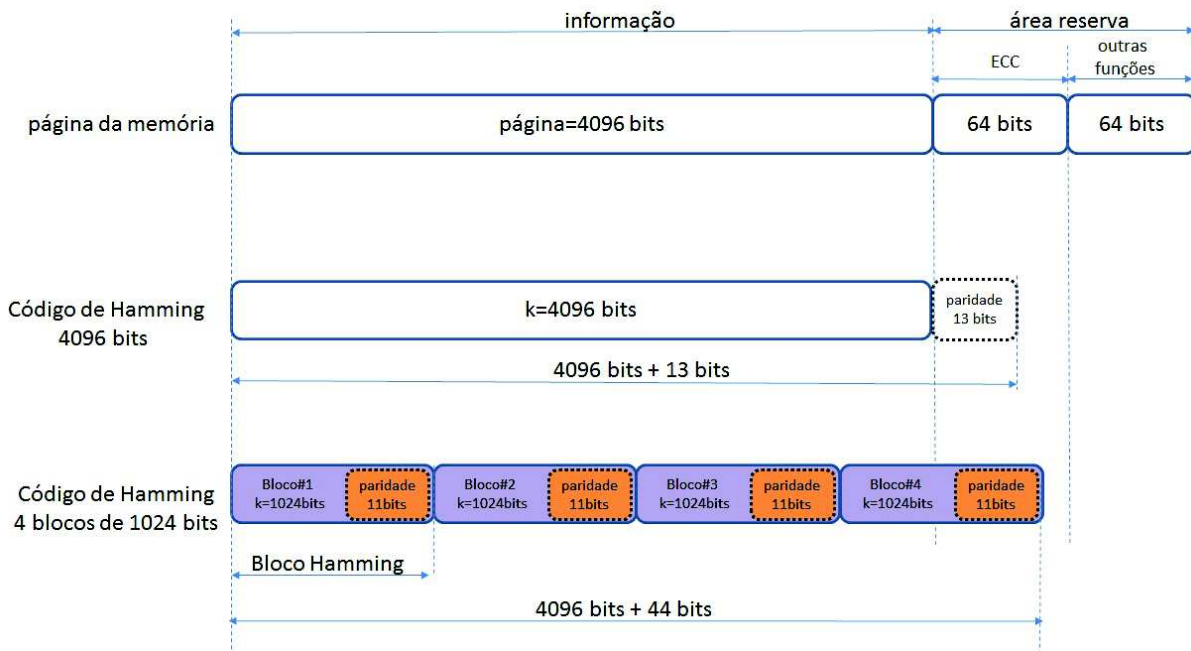 informação
área reserva
ECC
outras
funções
página da memória
página=4096 bits
64 bits
64 bits
Código de Hamming
4096 bits
k=4096 bits
paridade
13 bits
4096 bits + 13 bits
Código de Hamming
4 blocos de 1024 bits
Bloco#1
k=1024bits
paridade
11bits
Bloco#2
k=1024bits
paridade
11bits
Bloco#3
k=1024bits
paridade
11bits
Bloco#4
k=1024bits
paridade
11bits
Bloco Hamming
4096 bits + 44 bits